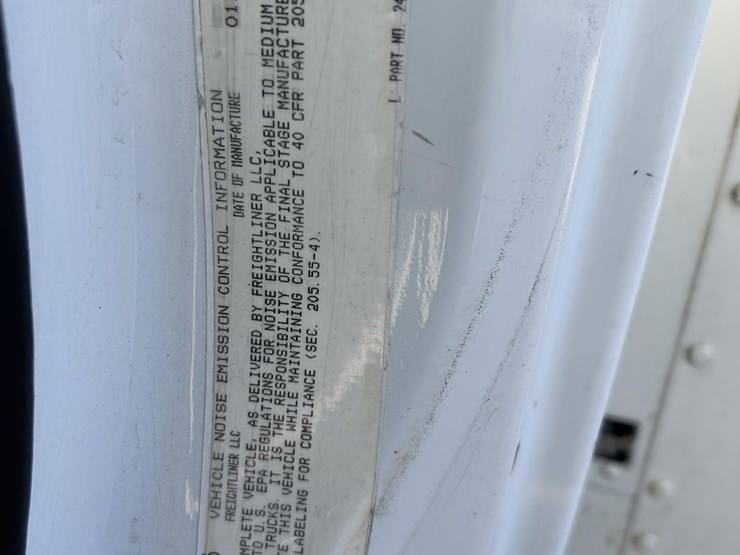 VEHICLE NOISE EMISSION CONTROL INFORMATION
FREIGHTLINER LLC DATE OF MANUFACTURE 01
MPLETE VEHICLE, AS DELIVERED BY FREIGHTLINER LLC,
TO U.S. EPA REGULATIONS FOR NOISE EMISSION APPLICABLE TO MEDIUM
TRUCKS. IT IS THE RESPONSIBILITY OF THE FINAL STAGE MANUFACTURE
E THIS VEHICLE WHILE MAINTAINING CONFORMANCE TO 40 CFR PART 205
LABELING FOR COMPLIANCE (SEC. 205.55-4).
PART NO. 24